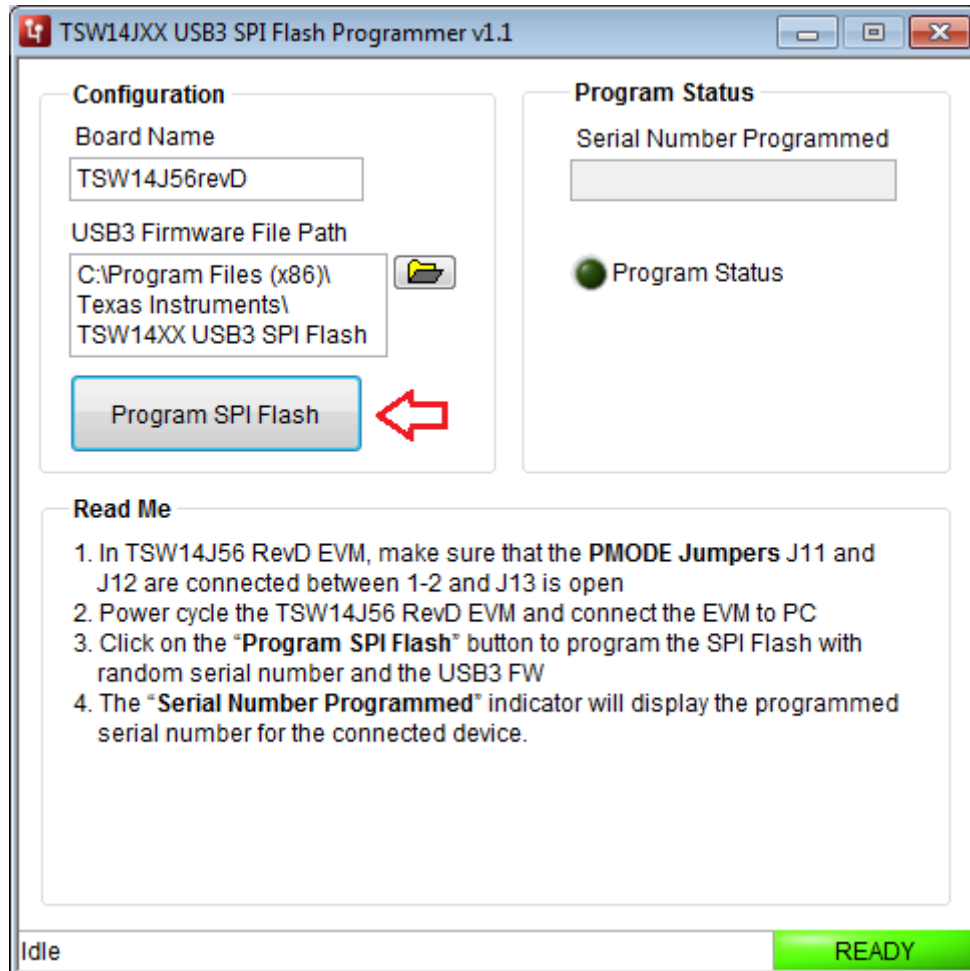 TSW14JXX USB3 SPI Flash Programmer v1.1
Configuration
Board Name
TSW14J56revD
USB3 Firmware File Path
C:\Program Files (x86)\
Texas Instruments\
TSW14XX USB3 SPI Flash
Program SPI Flash
Program Status
Serial Number Programmed
Program Status
Read Me
1. In TSW14J56 RevD EVM, make sure that the PMODE Jumpers J11 and
J12 are connected between 1-2 and J13 is open
2. Power cycle the TSW14J56 RevD EVM and connect the EVM to PC
3. Click on the “Program SPI Flash” button to program the SPI Flash with
random serial number and the USB3 FW
4. The “Serial Number Programmed” indicator will display the programmed
serial number for the connected device.
Idle
READY